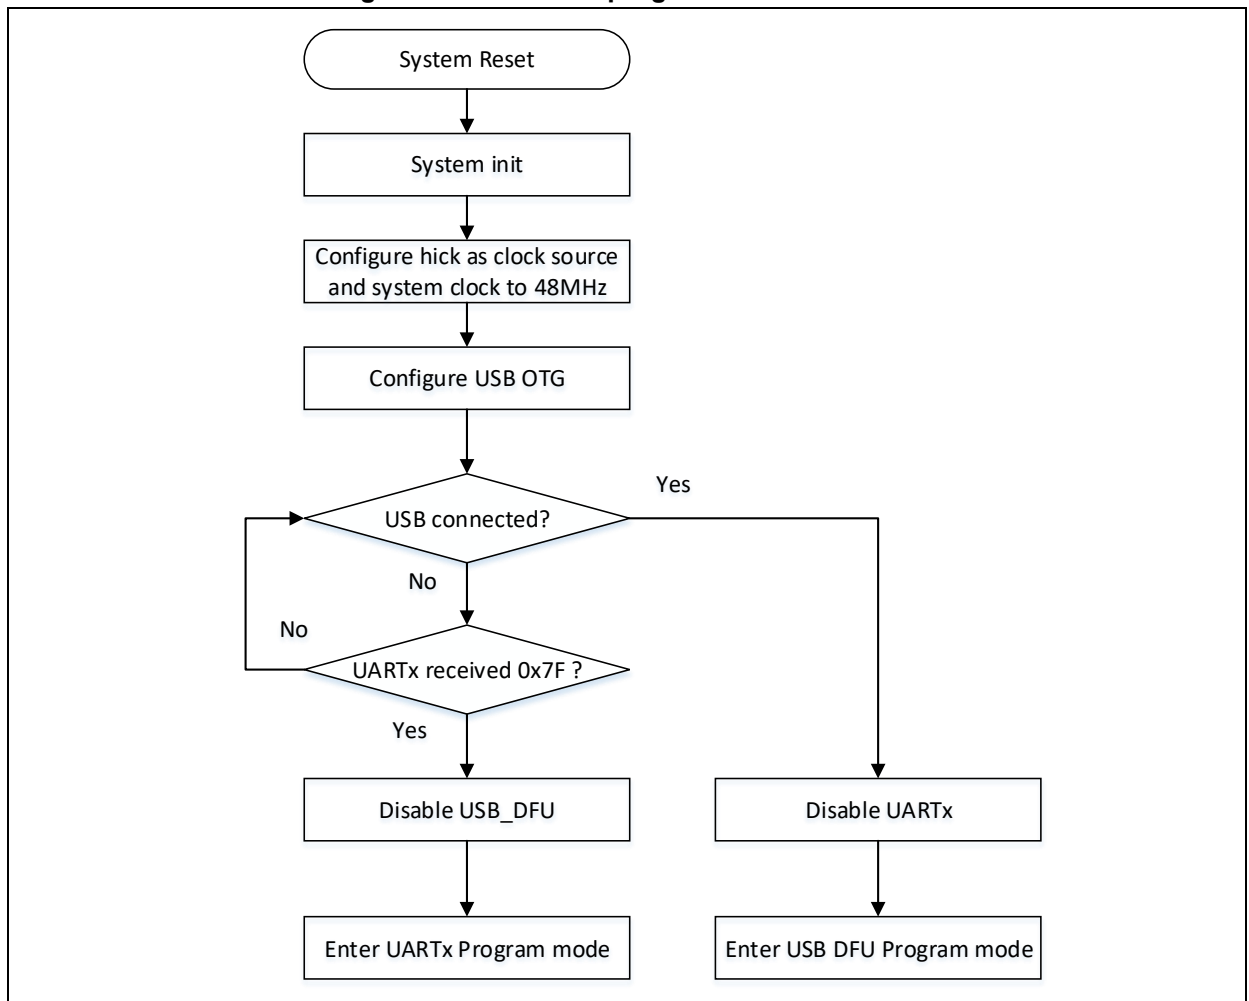 System Reset
System init
Configure hick as clock source
and system clock to 48MHz
Configure USB OTG
Yes
USB connected?
No
No
UARTx received 0x7F ?
Yes
Disable USB_DFU
Disable UARTx
Enter UARTx Program mode
Enter USB DFU Program mode